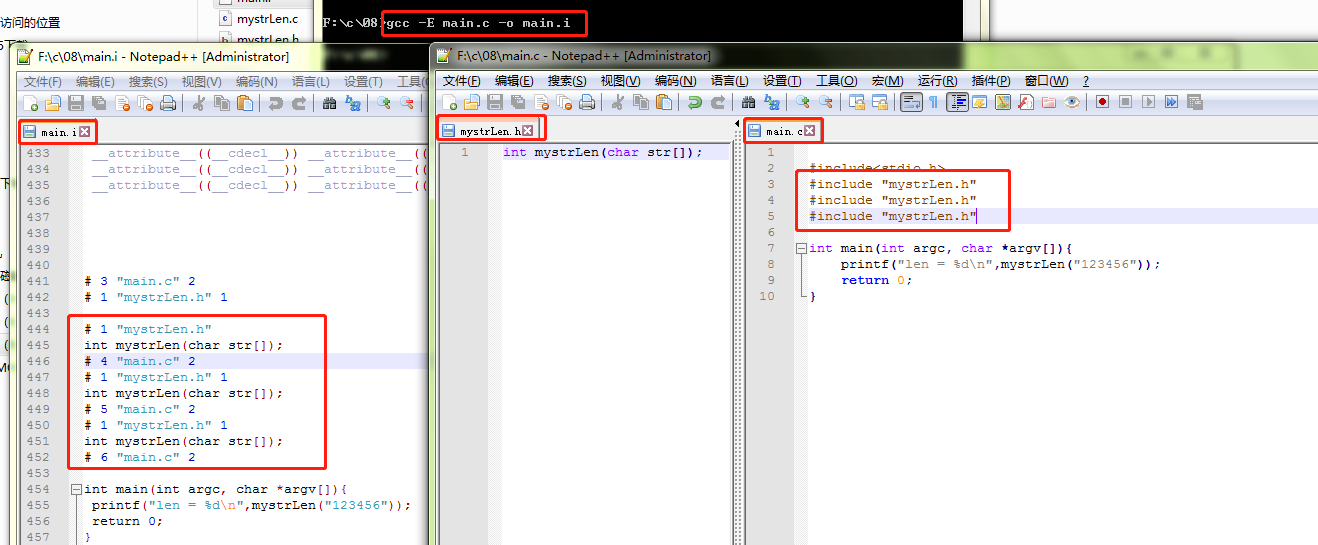 访问的位置
mystrLen.c
mystrLen.h
F:\c\08>gcc -E main.c -o main.i
F:\c\08\main.i - Notepad++ [Administrator]
文件(F) 编辑(E) 搜索(S) 视图(V) 编码(N) 语言(L) 设置(T) 工具(
main.i
433 __attribute__((__cdecl__)) __attribute__((
434 __attribute__((__cdecl__)) __attribute__((
435 __attribute__((__cdecl__)) __attribute__((
436
437
438
439
440
441 # 3 "main.c" 2
442 # 1 "mystrLen.h" 1
443
444 # 1 "mystrLen.h"
445 int mystrLen(char str[]);
446 # 4 "main.c" 2
447 # 1 "mystrLen.h" 1
448 int mystrLen(char str[]);
449 # 5 "main.c" 2
450 # 1 "mystrLen.h" 1
451 int mystrLen(char str[]);
452 # 6 "main.c" 2
453
454 int main(int argc, char *argv[]){
455 printf("len = %d\n",mystrLen("123456"));
456 return 0;
457 }
F:\c\08\main.c - Notepad++ [Administrator]
文件(F) 编辑(E) 搜索(S) 视图(V) 编码(N) 语言(L) 设置(T) 工具(O) 宏(M) 运行(R) 插件(P) 窗口(W) ?
mystrLen.h
1 int mystrLen(char str[]);
main.c
1
2 #include<stdio.h>
3 #include "mystrLen.h"
4 #include "mystrLen.h"
5 #include "mystrLen.h"
6
7 int main(int argc, char *argv[]){
8 printf("len = %d\n",mystrLen("123456"));
9 return 0;
10 }